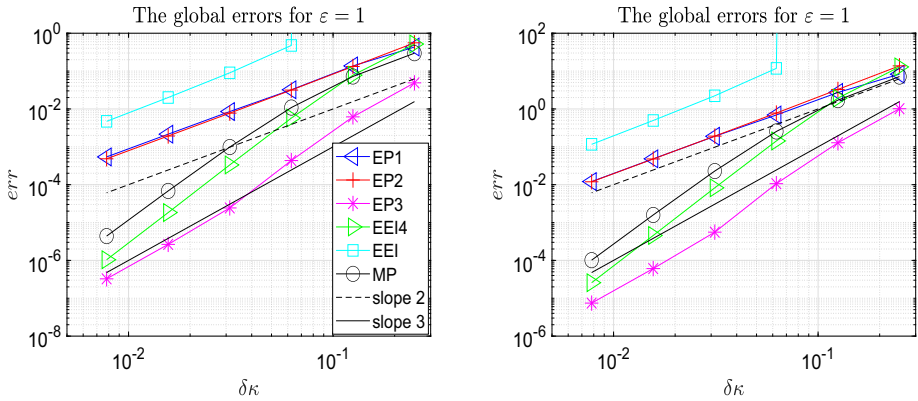 The global errors for ε = 1
err
10^0
10^-2
10^-4
10^-6
10^-8
10^-2
10^-1
δκ
EP1
EP2
EP3
EEI4
EEI
MP
slope 2
slope 3
The global errors for ε = 1
err
10^2
10^0
10^-2
10^-4
10^-6
10^-2
10^-1
δκ